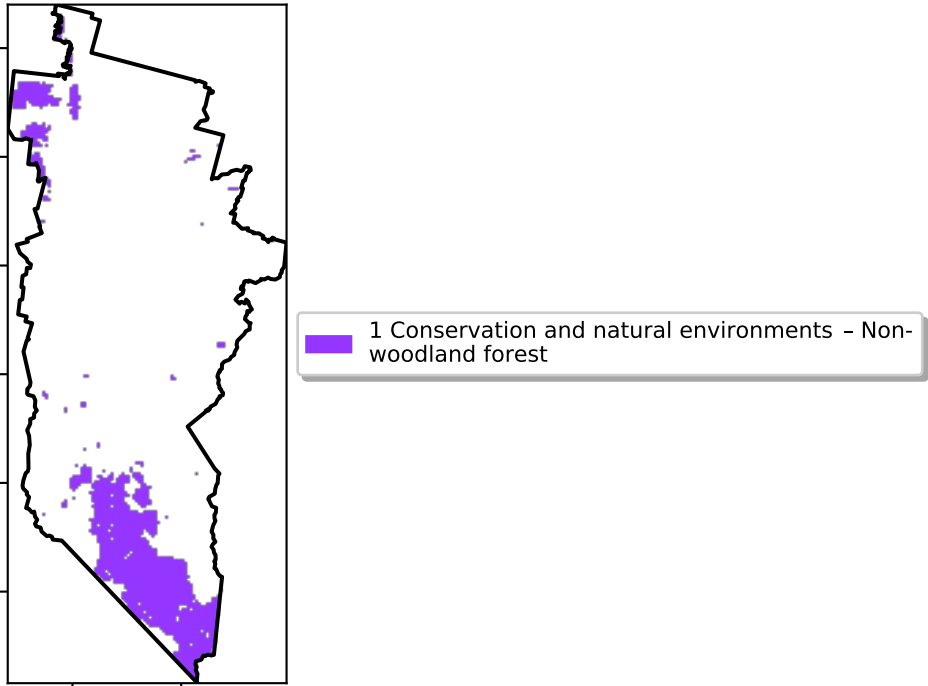 1 Conservation and natural environments – Non-
woodland forest